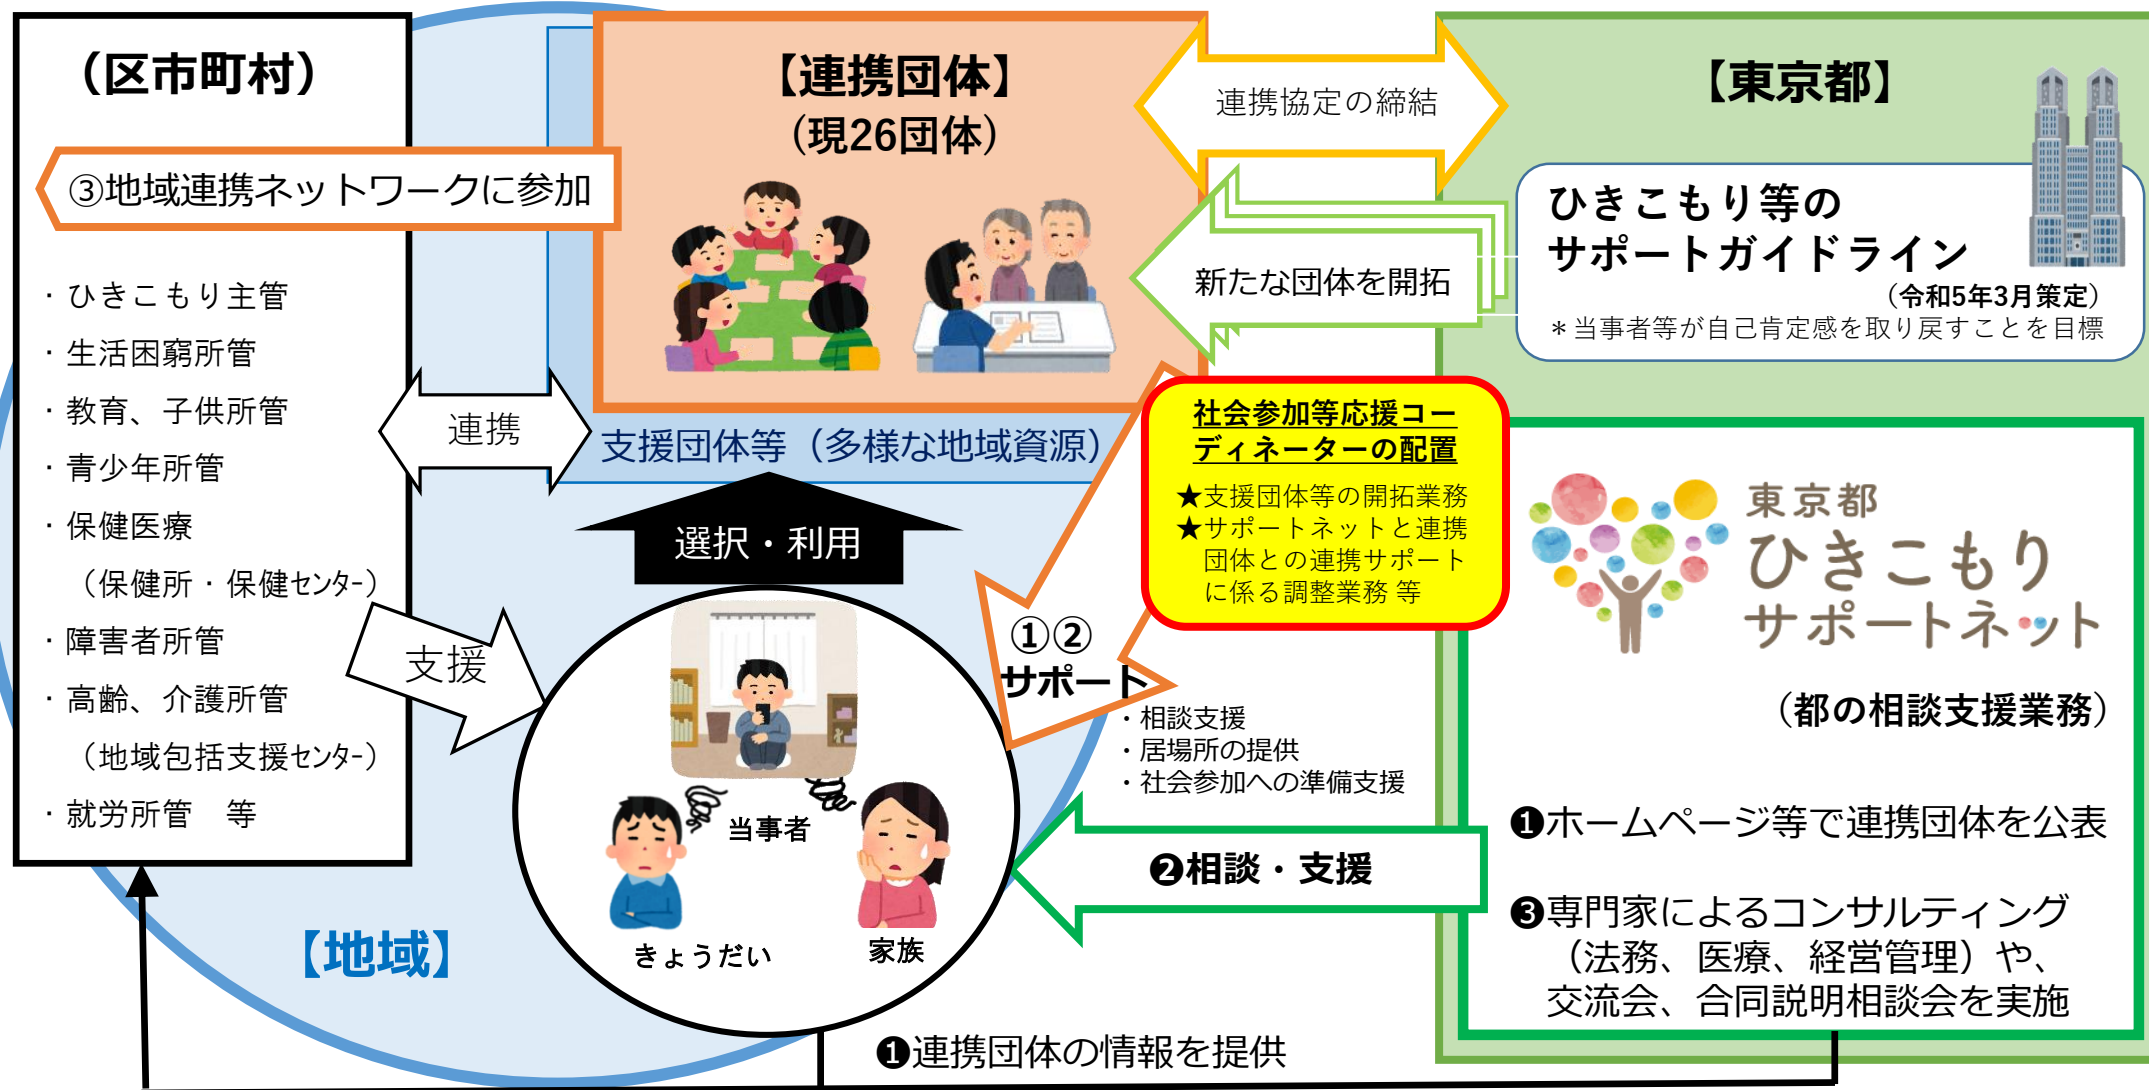 （区市町村）
③地域連携ネットワークに参加
・ひきこもり主管
・生活困窮所管
・教育、子供所管
・青少年所管
・保健医療
（保健所・保健センター）
・障害者所管
・高齢、介護所管
（地域包括支援センター）
・就労所管　等
【連携団体】
（現26団体）
連携協定の締結
新たな団体を開拓
【東京都】
ひきこもり等の
サポートガイドライン
（令和5年3月策定）
＊当事者等が自己肯定感を取り戻すことを目標
連携
支援団体等（多様な地域資源）
選択・利用
支援
社会参加等応援コー
ディネーターの配置
★支援団体等の開拓業務
★サポートネットと連携
団体との連携サポート
に係る調整業務 等
①②
サポート
・相談支援
・居場所の提供
・社会参加への準備支援
東京都
ひきこもり
サポートネット
（都の相談支援業務）
❶ホームページ等で連携団体を公表
❷相談・支援
❸専門家によるコンサルティング
（法務、医療、経営管理）や、
交流会、合同説明相談会を実施
当事者
きょうだい
家族
【地域】
❶連携団体の情報を提供